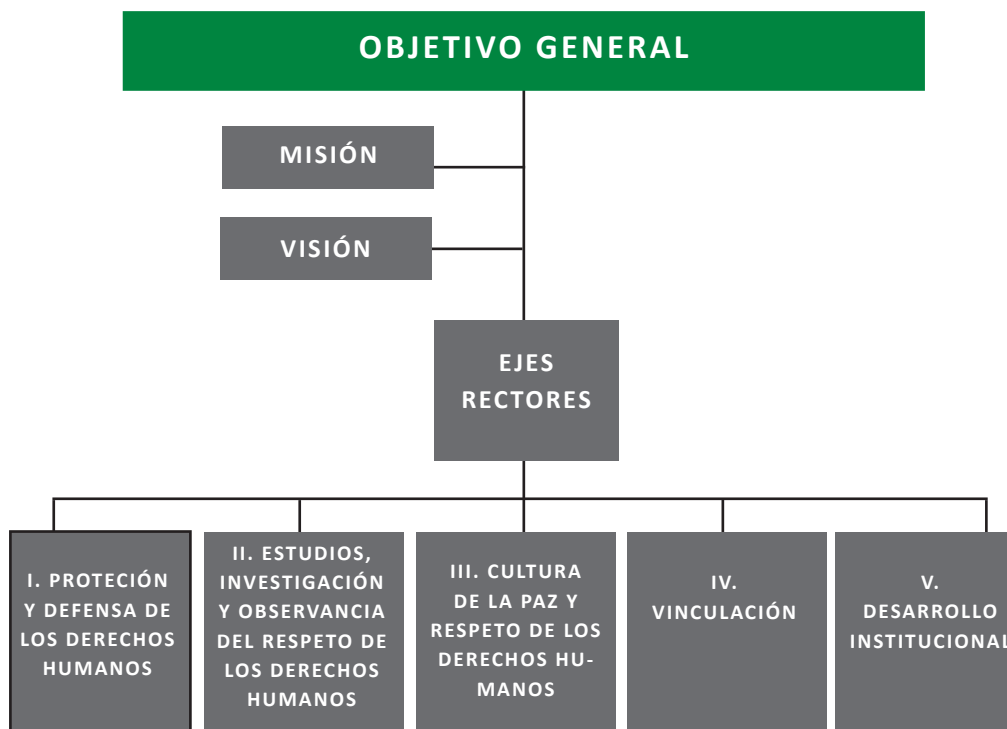 OBJETIVO GENERAL
MISIÓN
VISIÓN
EJES
RECTORES
I. PROTECIÓN
Y DEFENSA DE
LOS DERECHOS
HUMANOS
II. ESTUDIOS,
INVESTIGACIÓN
Y OBSERVANCIA
DEL RESPETO DE
LOS DERECHOS
HUMANOS
III. CULTURA
DE LA PAZ Y
RESPETO DE LOS
DERECHOS HU-
MANOS
IV.
VINCULACIÓN
V.
DESARROLLO
INSTITUCIONAL